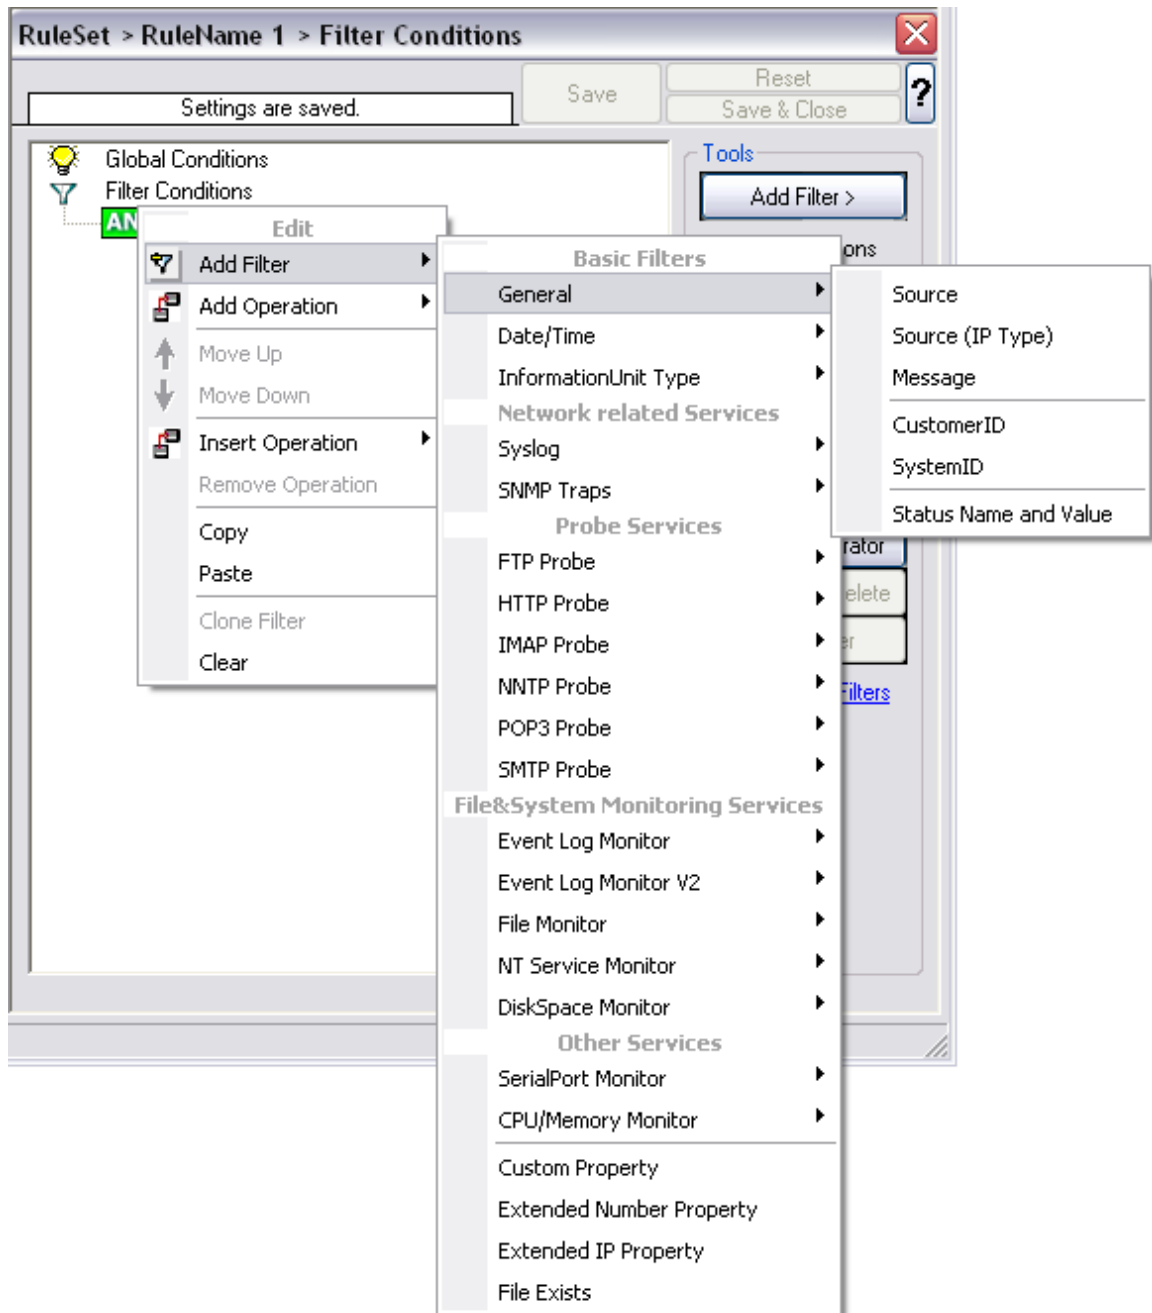 RuleSet > RuleName 1 > Filter Conditions
Save
Reset
Settings are saved.
Save & Close
?
Global Conditions
Filter Conditions
Tools
Add Filter >
Edit
Add Filter
Add Operation
Move Up
Move Down
Insert Operation
Remove Operation
Copy
Paste
Clone Filter
Clear
Basic Filters
General
Date/Time
InformationUnit Type
Network related Services
Syslog
SNMP Traps
Probe Services
FTP Probe
HTTP Probe
IMAP Probe
NNTP Probe
POP3 Probe
SMTP Probe
File&System Monitoring Services
Event Log Monitor
Event Log Monitor V2
File Monitor
NT Service Monitor
DiskSpace Monitor
Other Services
SerialPort Monitor
CPU/Memory Monitor
Custom Property
Extended Number Property
Extended IP Property
File Exists
Source
Source (IP Type)
Message
CustomerID
SystemID
Status Name and Value
Filters